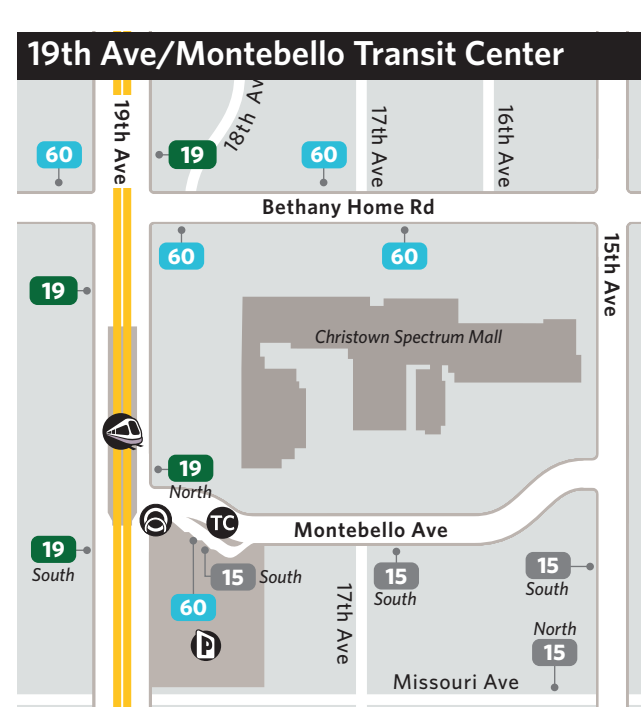 19th Ave/Montebello Transit Center
19th Ave
18th Av
17th Ave
16th Ave
60
19
60
Bethany Home Rd
60
60
15th Ave
19
Christown Spectrum Mall
19
North
TC
Montebello Ave
19
South
15 South
15
South
15
South
60
17th Ave
North
15
P
Missouri Ave